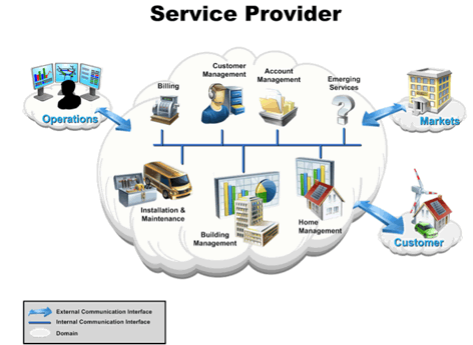 Service Provider
Customer
Management
Account
Management
Emerging
Services
Billing
Operations
Markets
Installation &
Maintenance
Building
Management
Home
Management
Customer
External Communication Interface
Internal Communication Interface
Domain